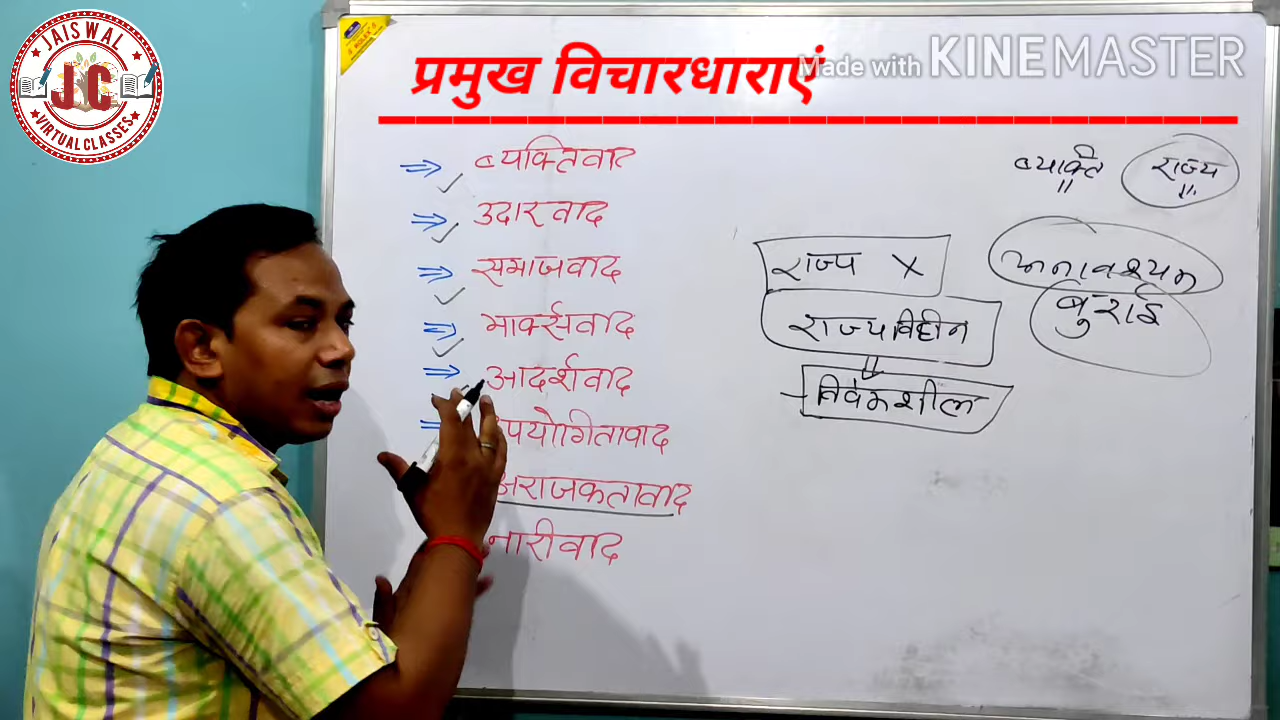 JAISWAL
JC
VIRTUAL CLASSES
प्रमुख विचारधाराएं
Made with KINEMASTER
व्यक्तिवाद
उदारवाद
समाजवाद
मार्क्सवाद
आदर्शवाद
उपयोगितावाद
अराजकतावाद
नारीवाद
व्यक्ति राज्य
राज्य X
राज्यविहीन
विवेकशील
अनावश्यक
बुराई